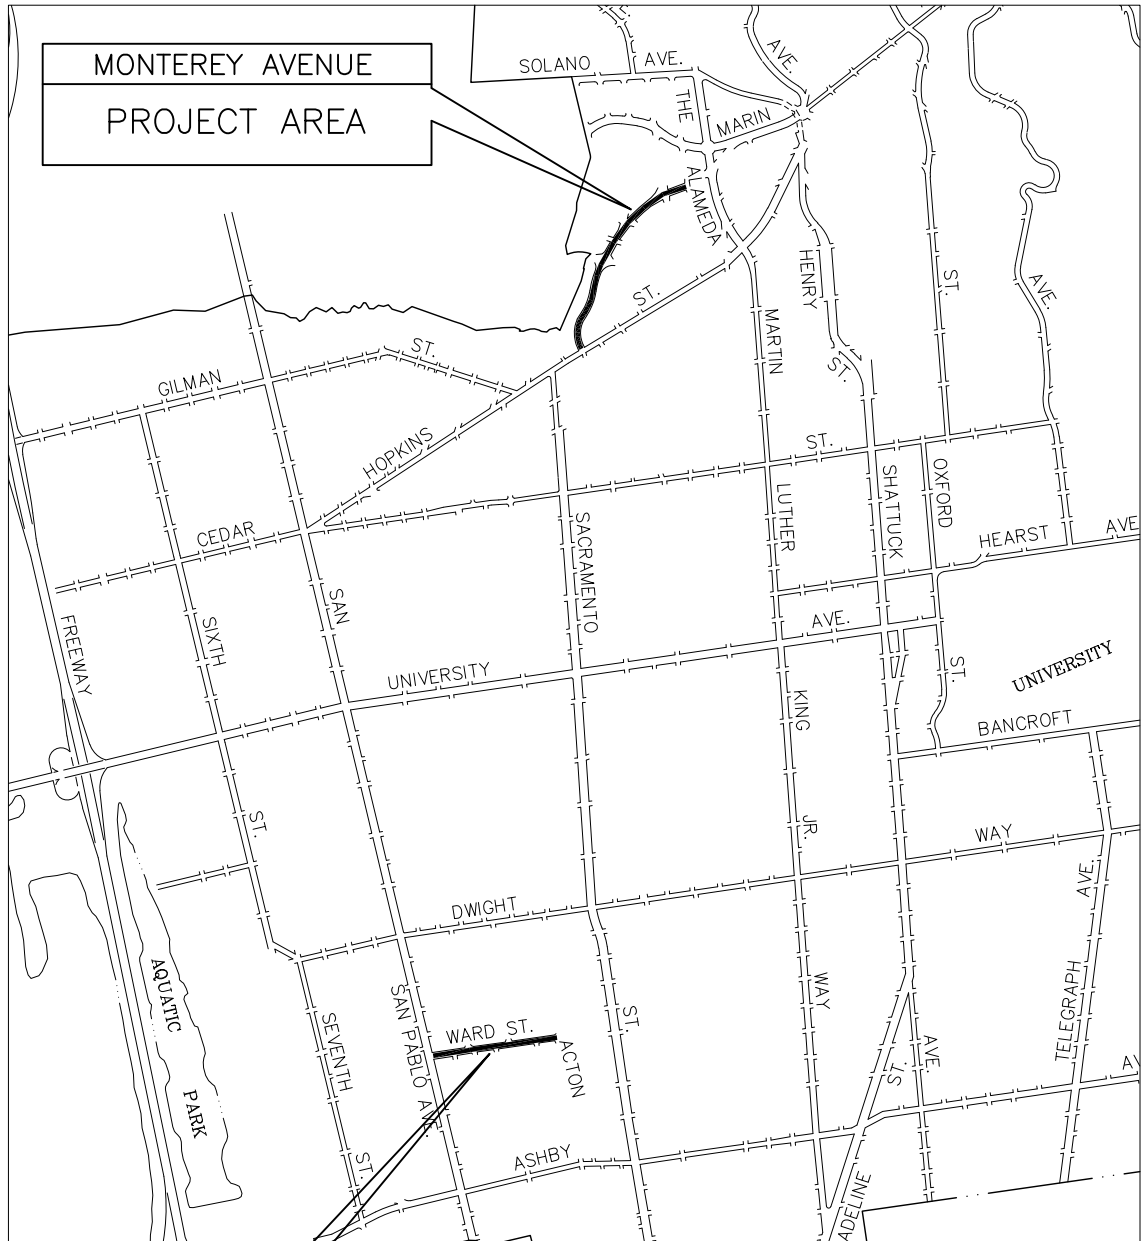 MONTEREY AVENUE
PROJECT AREA
SOLANO AVE.
AVE.
THE
MARIN
ALAMEDA
HENRY
ST.
ST.
AVE.
ST.
MARTIN
ST.
GILMAN
ST.
HOPKINS
ST.
CEDAR
SACRAMENTO
LUTHER
SHATTUCK
OXFORD
HEARST AVE
FREEWAY
SIXTH
SAN
UNIVERSITY
AVE.
KING
ST.
UNIVERSITY
BANCROFT
ST.
JR.
WAY
AVE.
DWIGHT
AQUATIC
PARK
SEVENTH
SAN PABLO AVE.
WARD ST.
ACTON
ST.
WAY
ST.
AVE.
TELEGRAPH
ST.
ASHBY
ADELINE